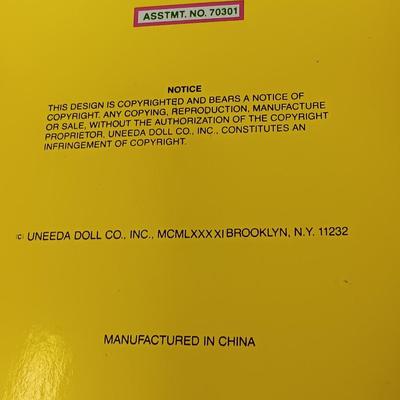 ASSTMT. NO. 70301
NOTICE
THIS DESIGN IS COPYRIGHTED AND BEARS A NOTICE OF
COPYRIGHT. ANY COPYING, REPRODUCTION, MANUFACTURE
OR SALE, WITHOUT THE AUTHORIZATION OF THE COPYRIGHT
PROPRIETOR, UNEEDA DOLL CO., INC., CONSTITUTES AN
INFRINGEMENT OF COPYRIGHT.
© UNEEDA DOLL CO., INC., MCMLXXXXI BROOKLYN, N.Y. 11232
MANUFACTURED IN CHINA